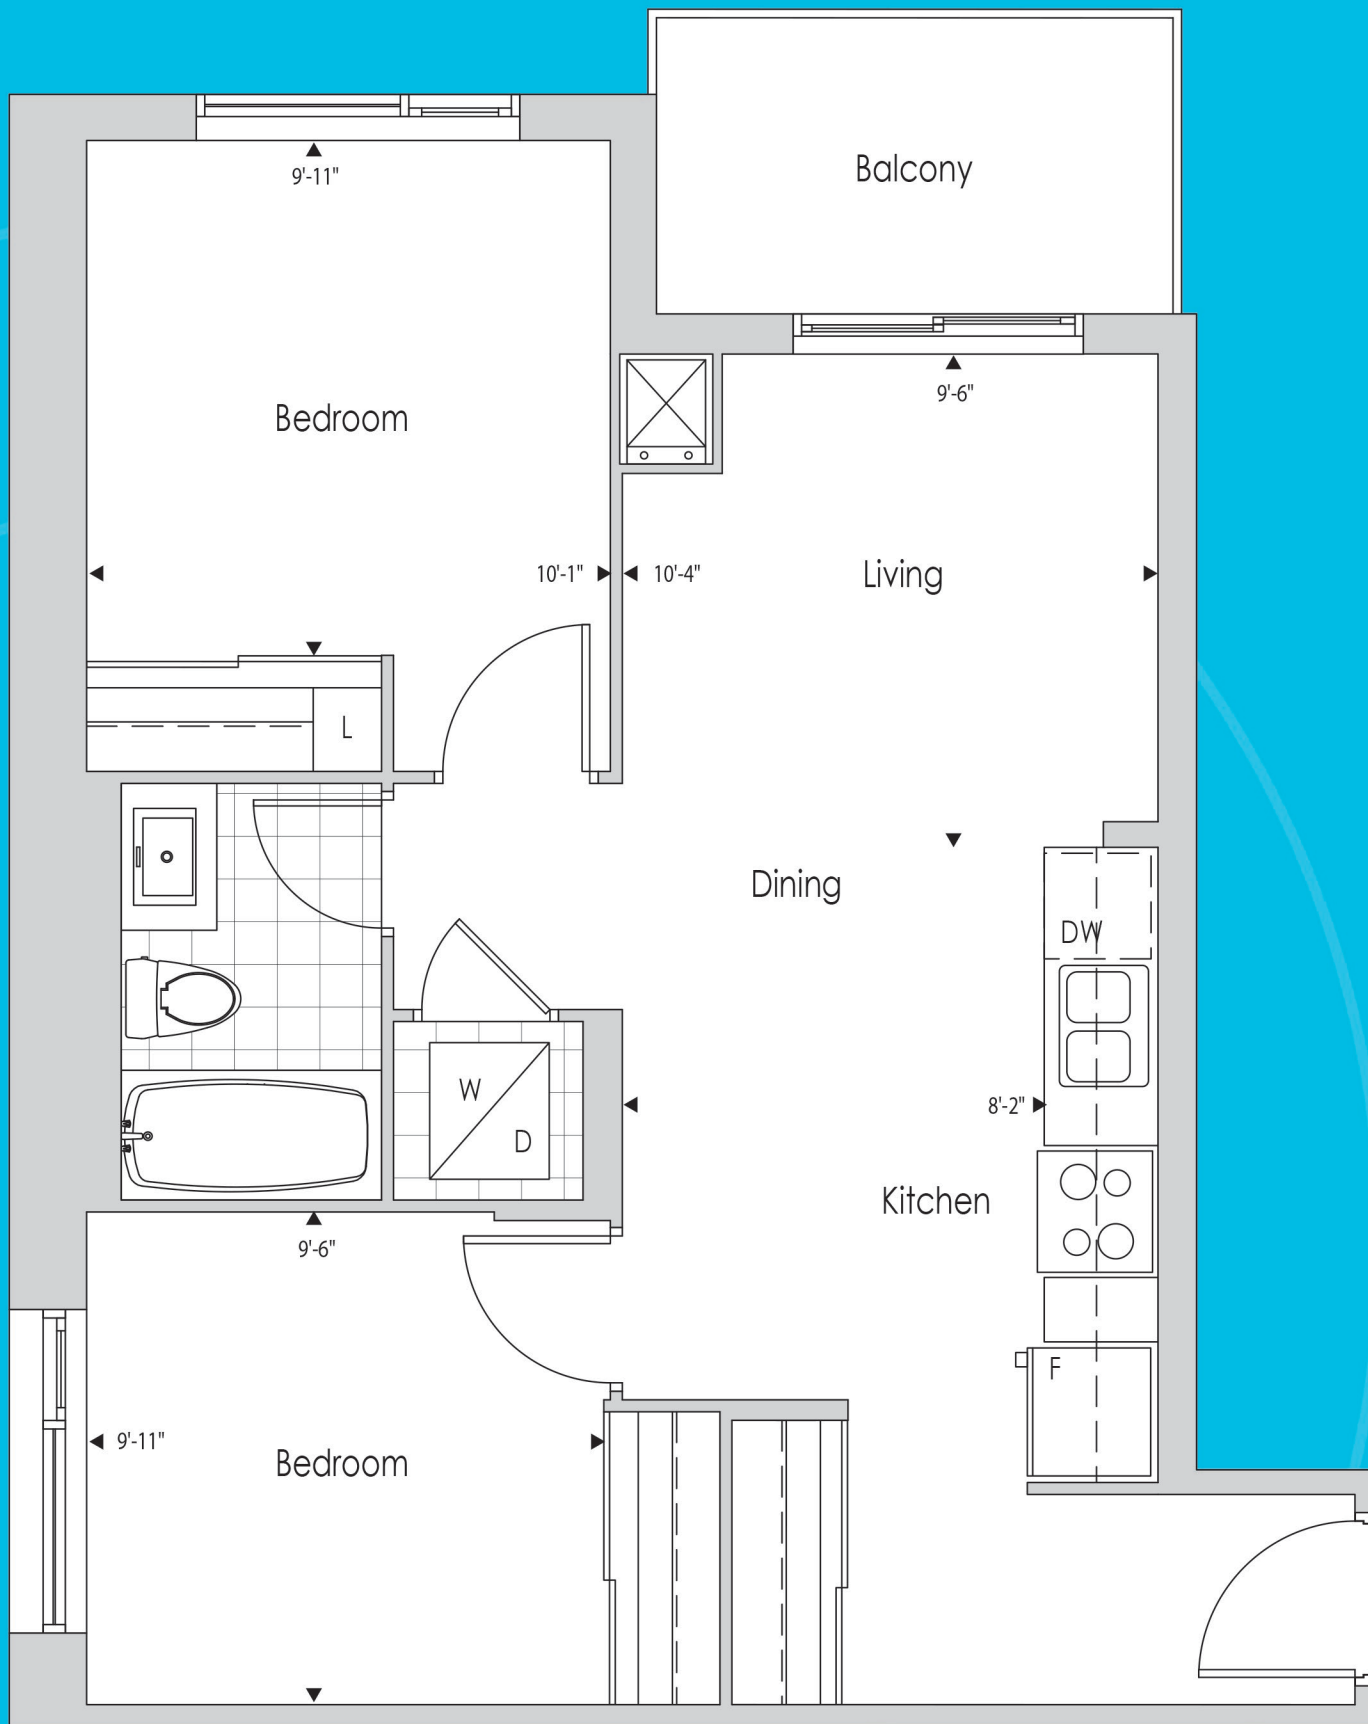 Balcony
9'-11"
9'-6"
Bedroom
10'-1"
10'-4"
Living
L
Dining
DW
W
D
8'-2"
Kitchen
9'-6"
F
9'-11"
Bedroom